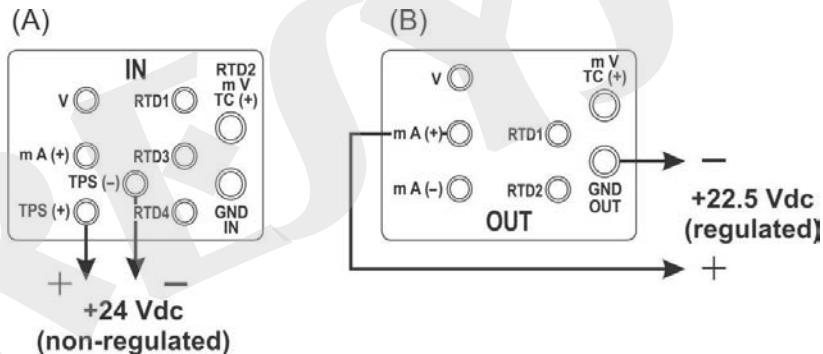 (A)
IN
RTD2
m V
TC (+)
V
RTD1
m A (+)
RTD3
TPS (−)
TPS (+)
RTD4
GND
IN
+ −
+24 Vdc
(non-regulated)
(B)
m V
TC (+)
V
m A (+)
RTD1
m A (−)
RTD2
GND
OUT
OUT
−
+22.5 Vdc
(regulated)
+